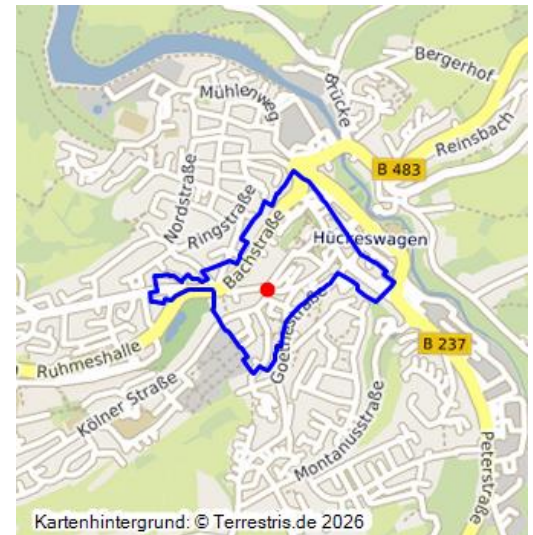 Bergerhof
Mühlenweg
Brücke
Reinsbach
B 483
Nordstraße
Ringstraße
Bachstraße
Hückeswagen
Goethestraße
B 237
Ruhmeshalle
Kölner Straße
Montanusstraße
Peterstraße
Kartenhintergrund: © Terrestris.de 2026